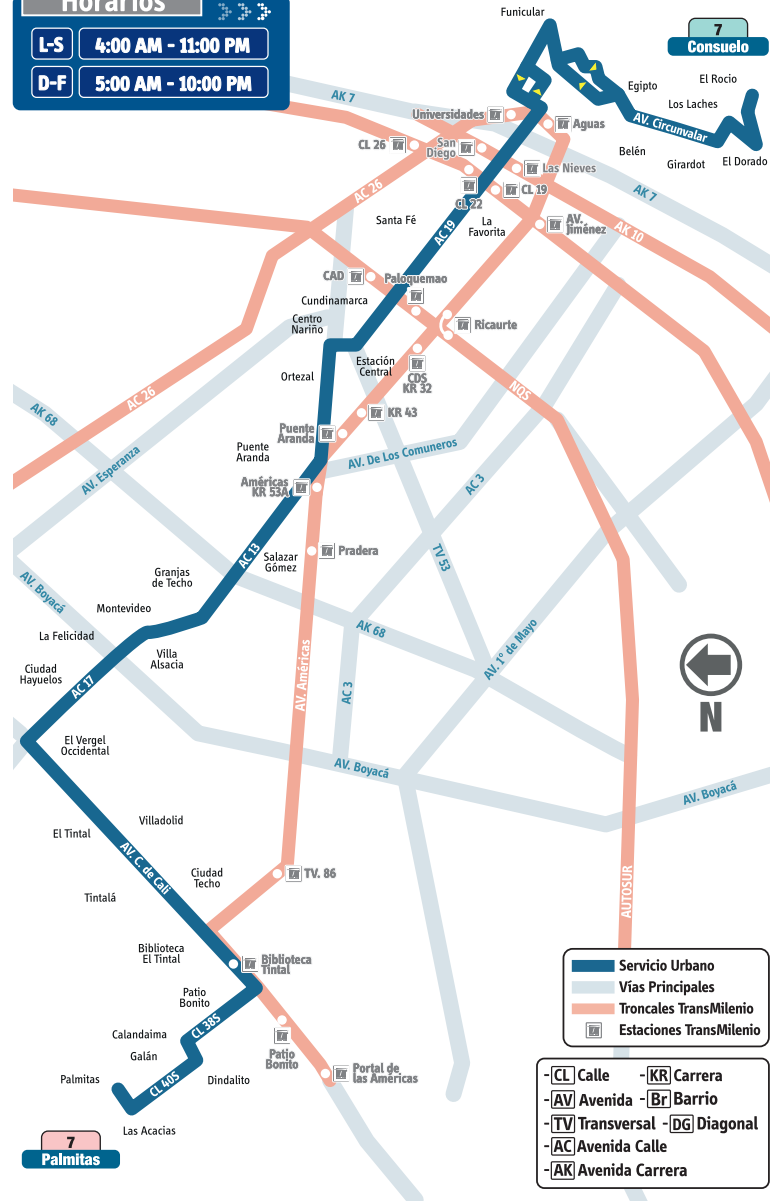 Horarios
L-S 4:00 AM - 11:00 PM
D-F 5:00 AM - 10:00 PM
Funicular
7
Consuelo
Egipto
El Rocio
Los Laches
AV. Circunvalar
Belén
Girardot
El Dorado
AK 7
Universidades
Aguas
CL 26
San
Diego
Las Nieves
AC 26
CL 22
CL 19
AK 7
Santa Fé
AC 19
La
Favorita
AV.
Jiménez
AK 10
CAD
Paloquemao
Cundinamarca
Centro
Nariño
Ricaurte
Estación
Central
CDS
KR 32
Ortezal
AC 26
NQS
AK 68
KR 43
Puente
Aranda
Puente
Aranda
AV. De Los Comuneros
AV. Esperanza
AC 3
Américas
KR 53A
AC 13
Salazar
Gómez
Pradera
TV 53
Granjas
de Techo
AV. Boyacá
Montevideo
La Felicidad
Villa
Alsacia
AK 68
AV. 1° de Mayo
Ciudad
Hayuelos
AC 17
AV. Américas
AC 3
N
El Vergel
Occidental
AV. Boyacá
AV. Boyacá
Villadolid
El Tintal
AV. C. de Cali
Ciudad
Techo
TV. 86
Tintalá
AUTOSUR
Biblioteca
El Tintal
Biblioteca
Tintal
Patio
Bonito
CL 38S
Calandaima
Galán
Patio
Bonito
Portal de
las Américas
Palmitas
CL 40S
Dindalito
Las Acacias
7
Palmitas
Servicio Urbano
Vías Principales
Troncales TransMilenio
Estaciones TransMilenio
-CL Calle -KR Carrera
-AV Avenida -Br Barrio
-TV Transversal -DG Diagonal
-AC Avenida Calle
-AK Avenida Carrera